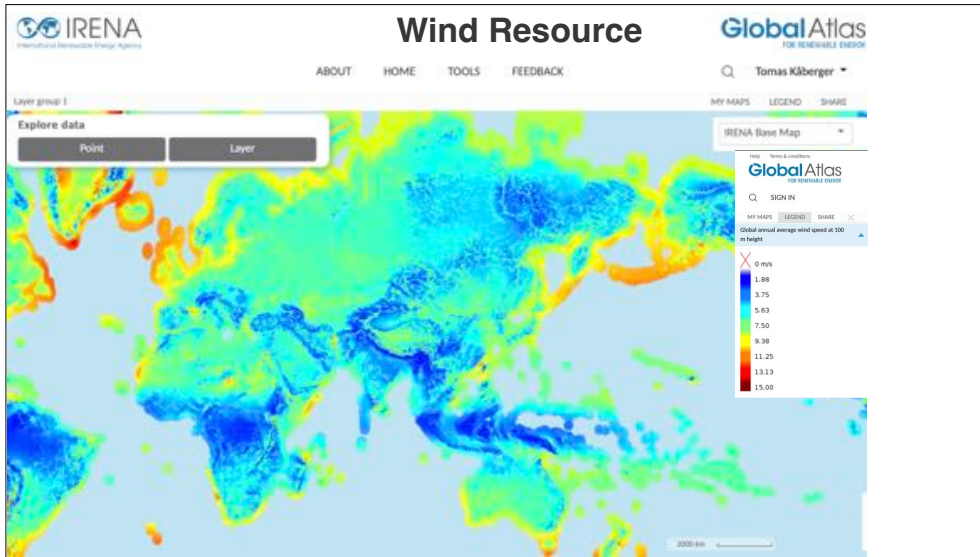 IRENA
International Renewable Energy Agency
Wind Resource
Global Atlas
FOR RENEWABLE ENERGY
ABOUT HOME TOOLS FEEDBACK
Tomas Kåberger
Layer group 1
MY MAPS LEGEND SHARE
Explore data
Point Layer
IRENA Base Map
Help Terms & conditions
Global Atlas
FOR RENEWABLE ENERGY
SIGN IN
MY MAPS LEGEND SHARE
Global annual average wind speed at 100
m height
0 m/s
1.88
3.75
5.63
7.50
9.38
11.25
13.13
15.00
2000 km